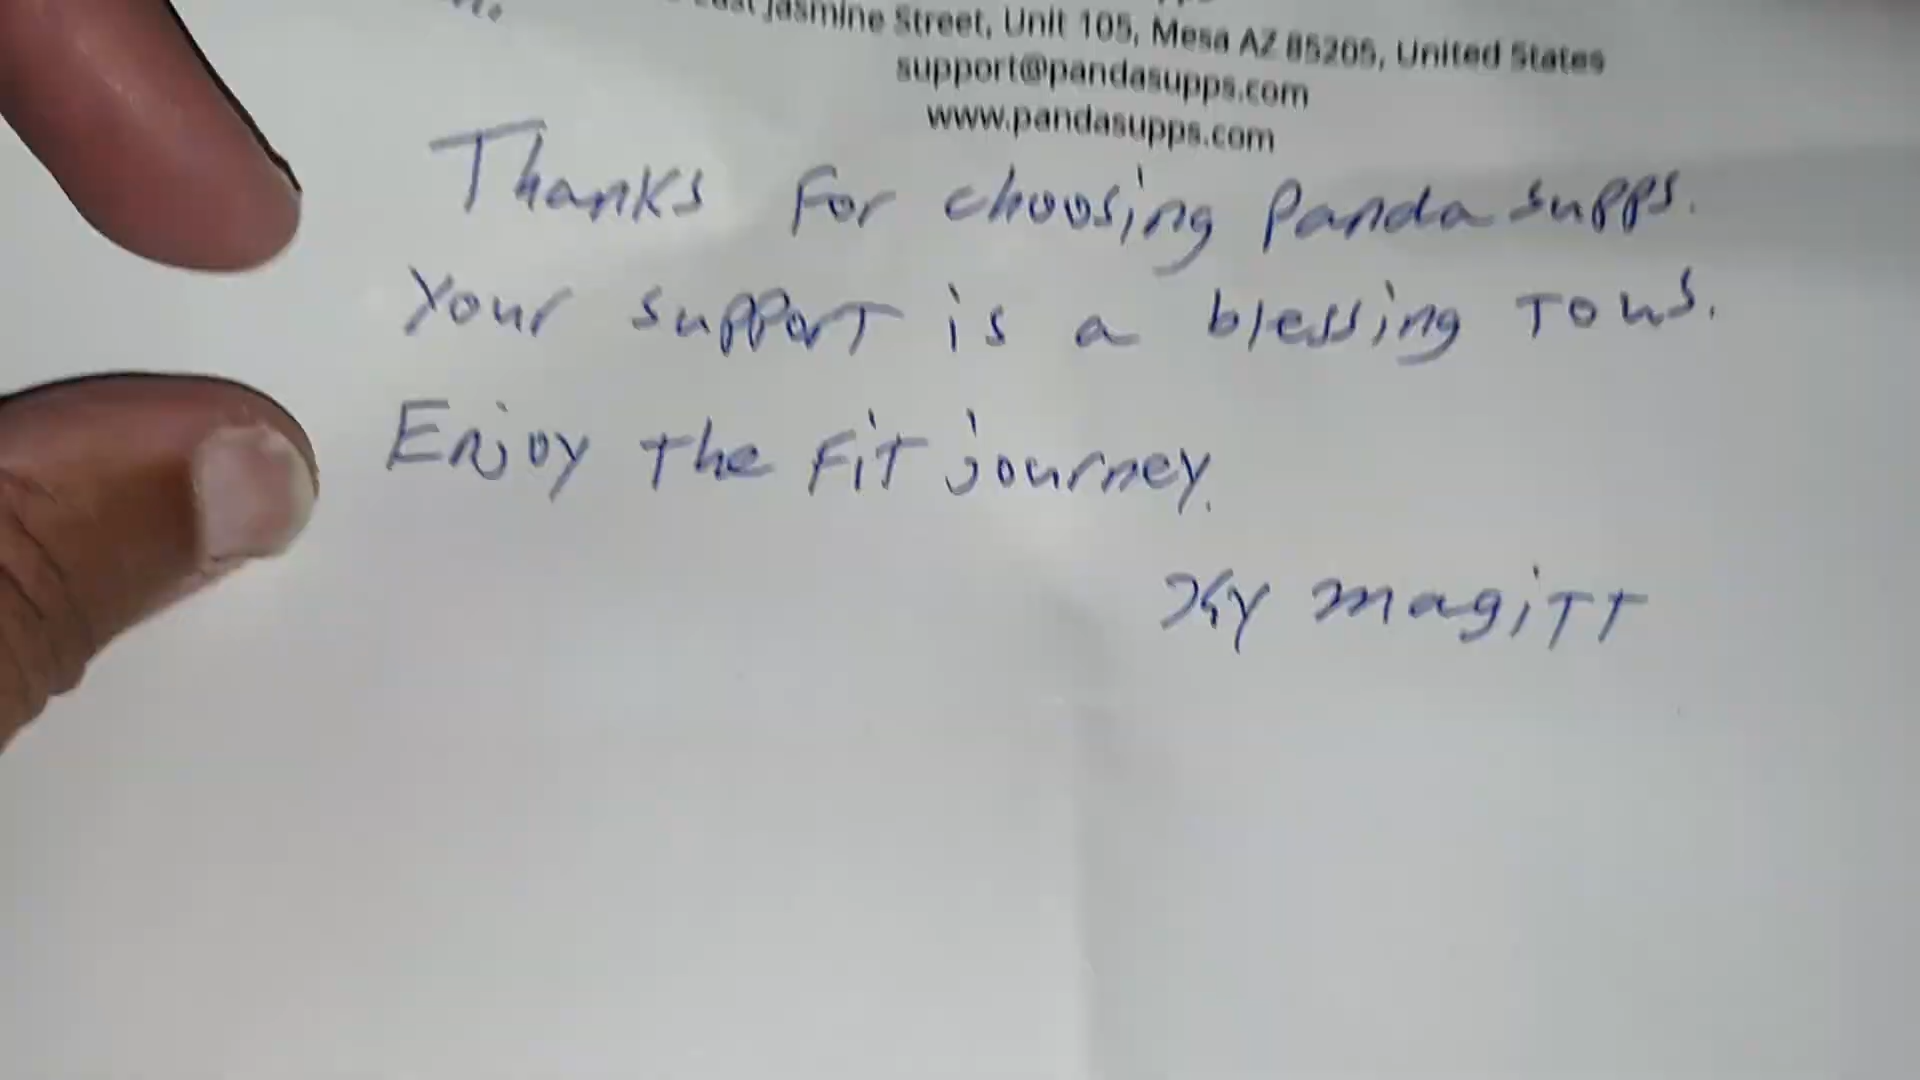 Jasmine Street, Unit 105, Mesa AZ 85205, United States
support@pandasupps.com
www.pandasupps.com
Thanks For choosing Panda supps.
Your support is a blessing to us.
Enjoy the Fit journey.
Ky Magitt